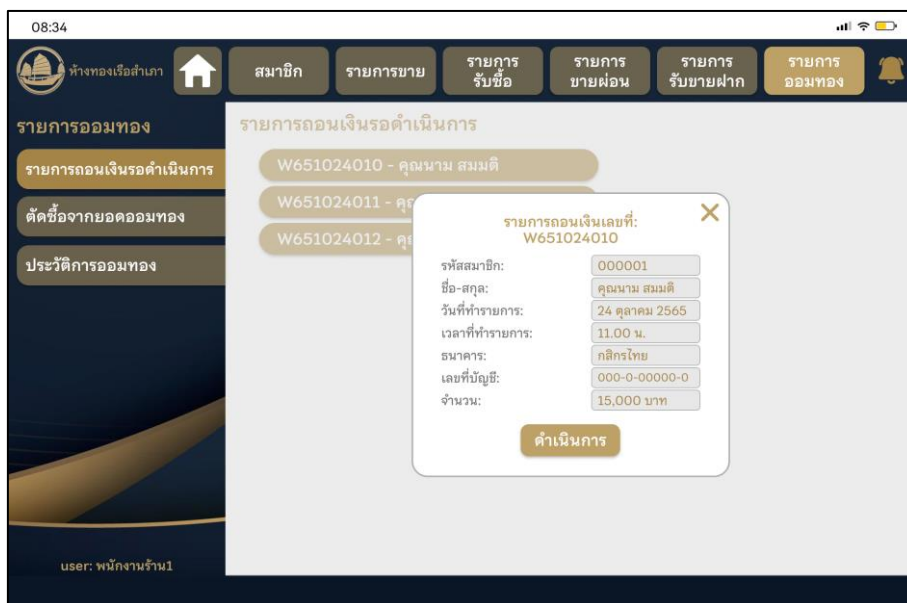 08:34
ห้างทองเรือสำเภา
สมาชิก
รายการขาย
รายการ
รับซื้อ
รายการ
ขายผ่อน
รายการ
รับขายฝาก
รายการ
ออมทอง
รายการออมทอง
รายการถอนเงินรอดำเนินการ
ตัดซื้อจากยอดออมทอง
ประวัติการออมทอง
user: พนักงานร้าน1
รายการถอนเงินรอดำเนินการ
W651024010 - คุณนาม สมมติ
W651024011 -
W651024012 -
รายการถอนเงินเลขที่:
W651024010
รหัสสมาชิก: 000001
ชื่อ-สกุล: คุณนาม สมมติ
วันที่ทำรายการ: 24 ตุลาคม 2565
เวลาที่ทำรายการ: 11.00 น.
ธนาคาร: กสิกรไทย
เลขที่บัญชี: 000-0-00000-0
จำนวน: 15,000 บาท
ดำเนินการ